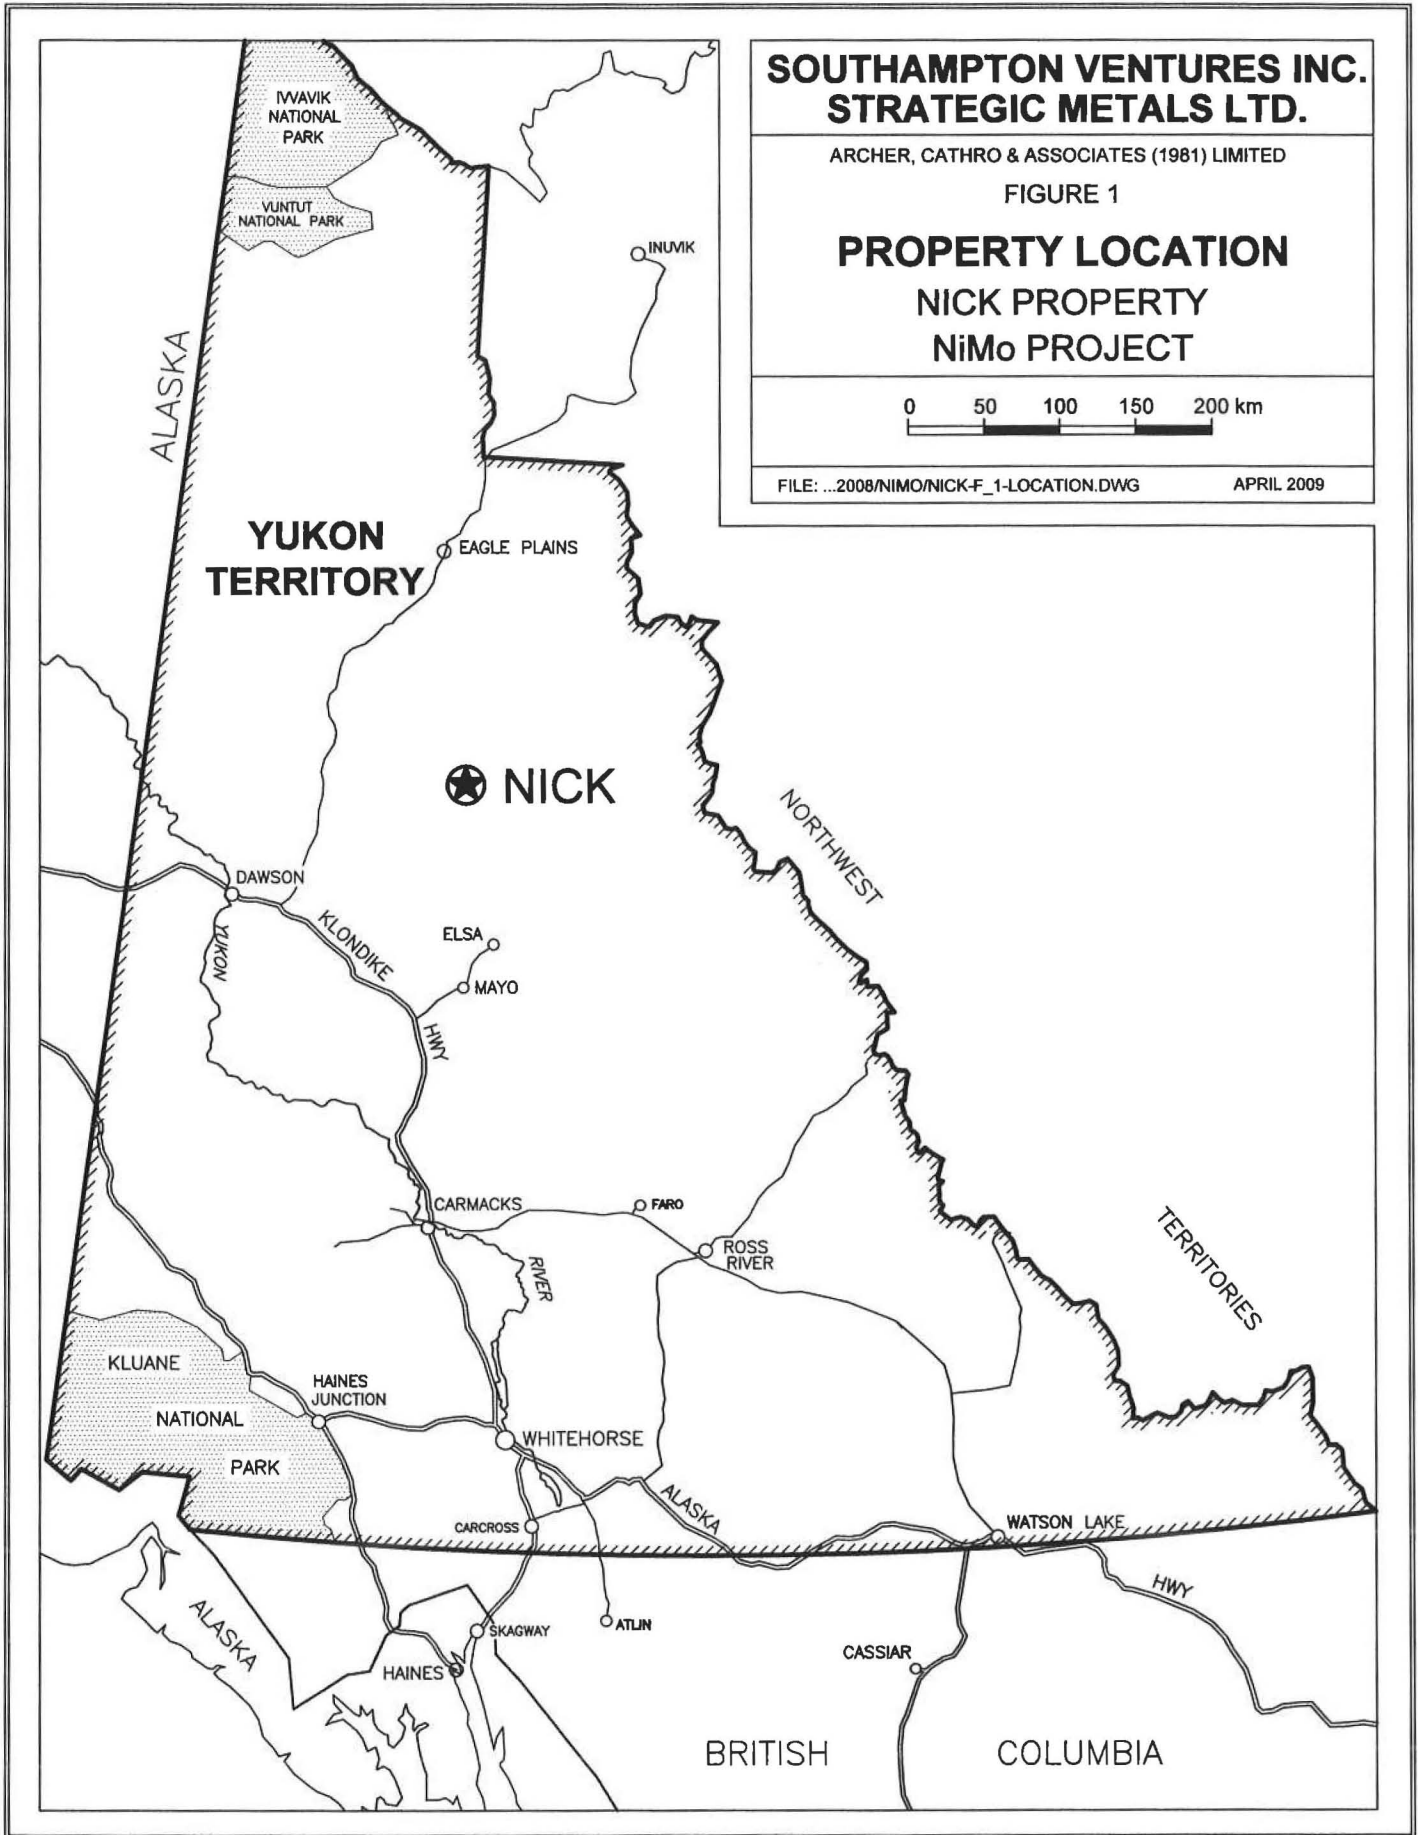 SOUTHAMPTON VENTURES INC.
STRATEGIC METALS LTD.
ARCHER, CATHRO & ASSOCIATES (1981) LIMITED
FIGURE 1
PROPERTY LOCATION
NICK PROPERTY
NiMo PROJECT
0 50 100 150 200 km
FILE: ...2008/NIMO/NICK-F_1-LOCATION.DWG APRIL 2009
IVVAVIK
NATIONAL
PARK
VUNTUT
NATIONAL PARK
INUVIK
ALASKA
YUKON
TERRITORY
EAGLE PLAINS
NICK
NORTHWEST
DAWSON
KLONDIKE
YUKON
ELSA
MAYO
HWY
CARMACKS
FARO
ROSS
RIVER
RIVER
TERRITORIES
KLUANE
NATIONAL
PARK
HAINES
JUNCTION
WHITEHORSE
ALASKA
CARCROSS
WATSON LAKE
HWY
ALASKA
SKAGWAY
ATLIN
HAINES
CASSIAR
BRITISH COLUMBIA